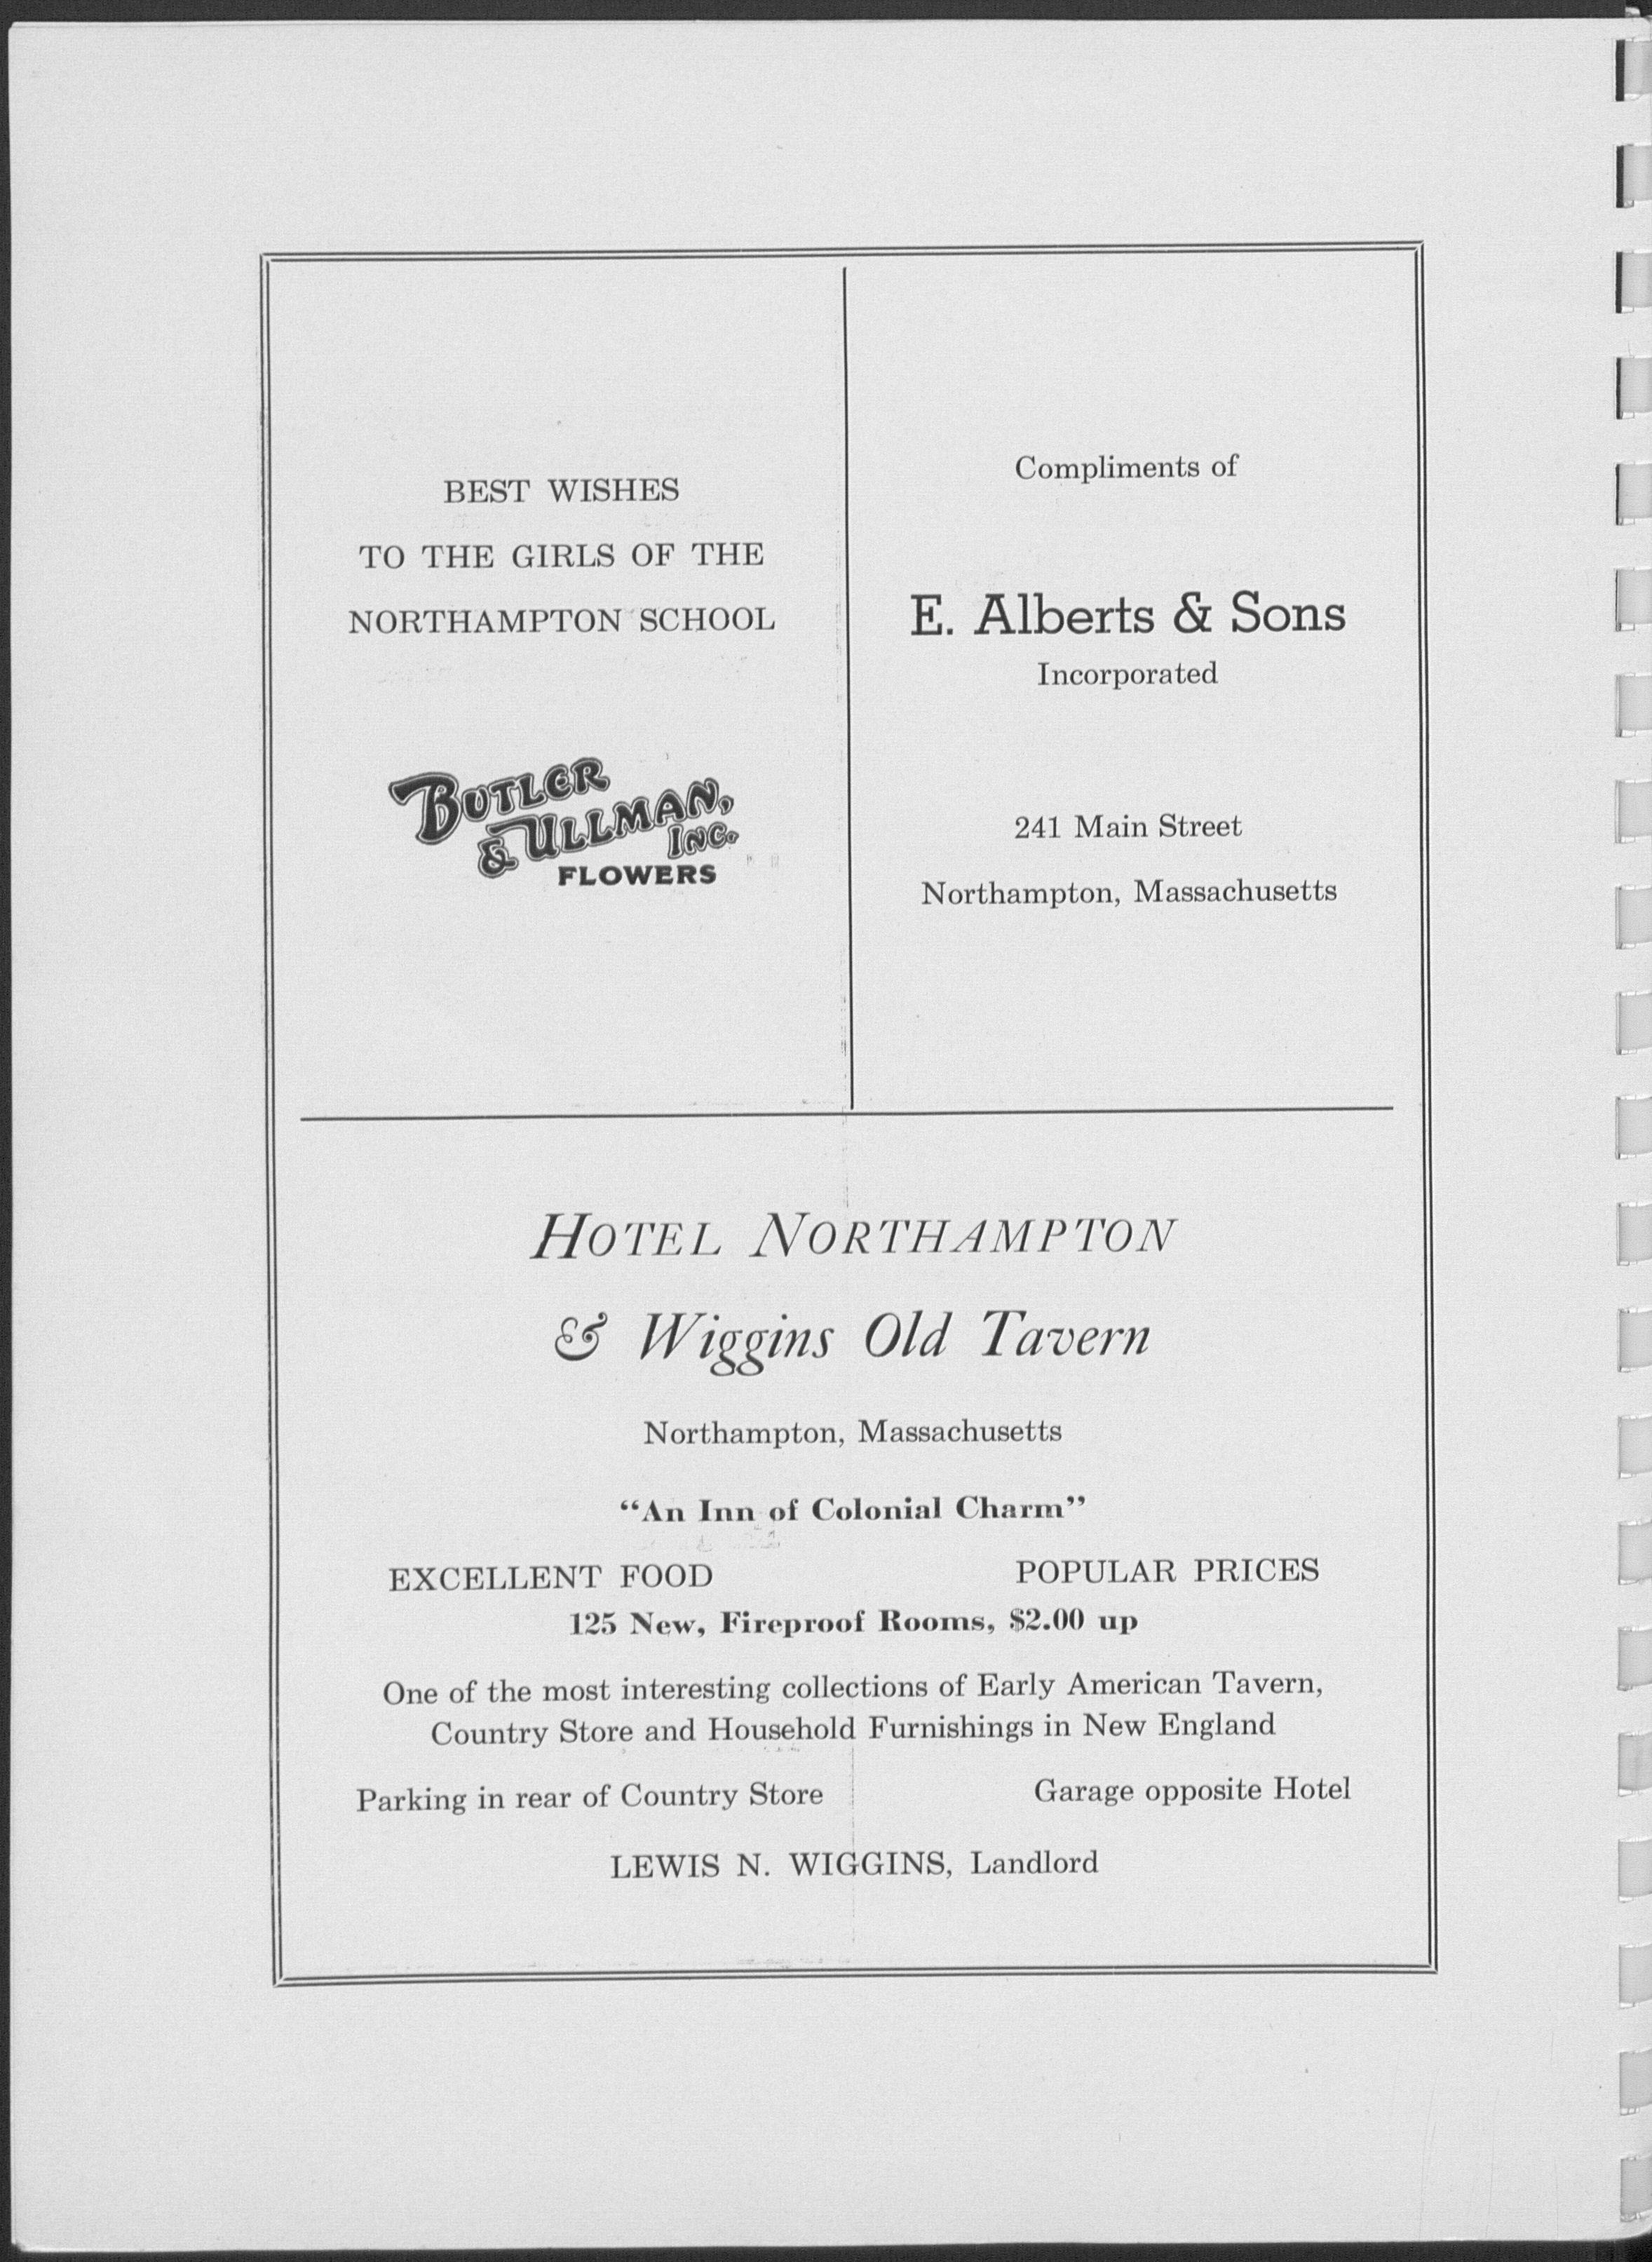 BEST WISHES
TO THE GIRLS OF THE
NORTHAMPTON SCHOOL
BUTLER
& ULLMAN,
INC.
FLOWERS
Compliments of
E. Alberts & Sons
Incorporated
241 Main Street
Northampton, Massachusetts
HOTEL NORTHAMPTON
& Wiggins Old Tavern
Northampton, Massachusetts
“An Inn of Colonial Charm”
EXCELLENT FOOD POPULAR PRICES
125 New, Fireproof Rooms, $2.00 up
One of the most interesting collections of Early American Tavern,
Country Store and Household Furnishings in New England
Parking in rear of Country Store Garage opposite Hotel
LEWIS N. WIGGINS, Landlord